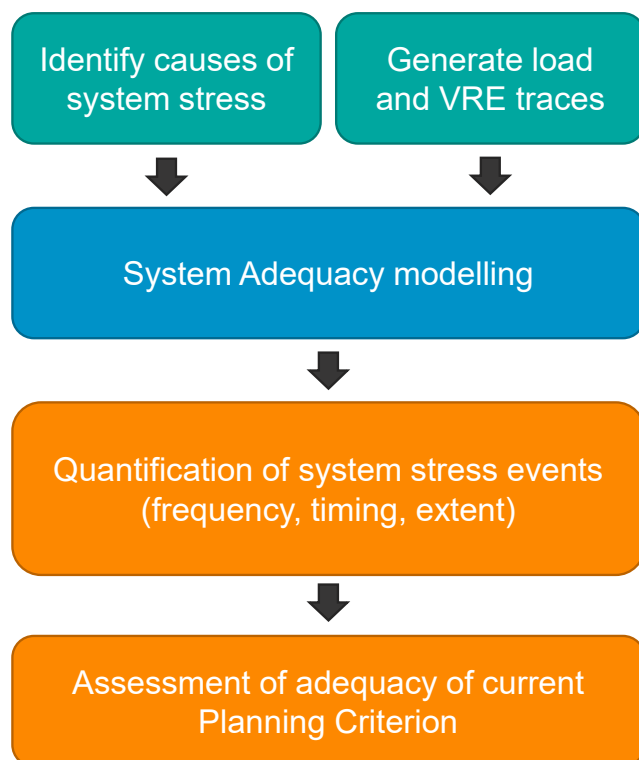 Identify causes of
system stress
Generate load
and VRE traces
System Adequacy modelling
Quantification of system stress events
(frequency, timing, extent)
Assessment of adequacy of current
Planning Criterion